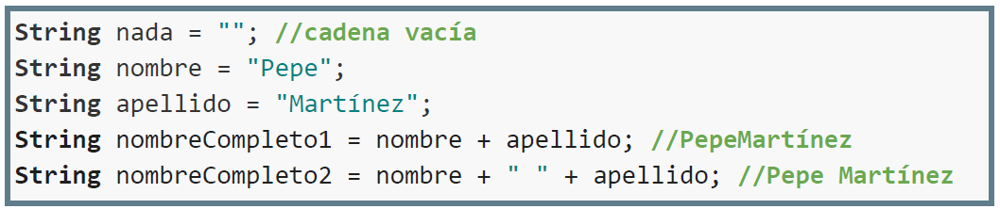 String nada = ""; //cadena vacía
String nombre = "Pepe";
String apellido = "Martínez";
String nombreCompleto1 = nombre + apellido; //PepeMartínez
String nombreCompleto2 = nombre + " " + apellido; //Pepe Martínez